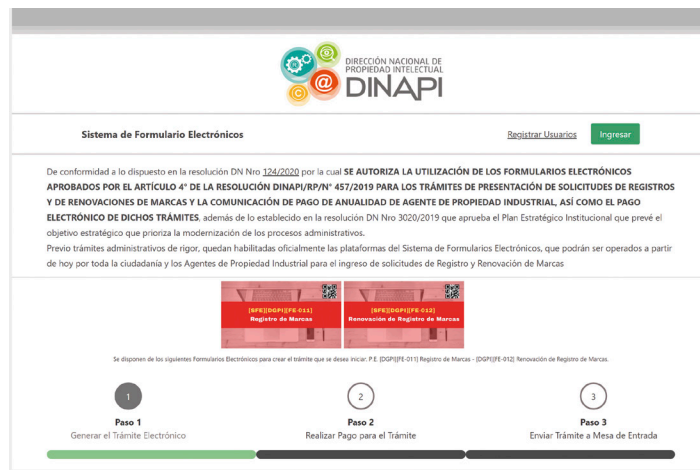 DIRECCIÓN NACIONAL DE
PROPIEDAD INTELECTUAL
DINAPI
Sistema de Formulario Electrónicos
Registrar Usuarios
Ingresar
De conformidad a lo dispuesto en la resolución DN Nro 124/2020 por la cual SE AUTORIZA LA UTILIZACIÓN DE LOS FORMULARIOS ELECTRÓNICOS
APROBADOS POR EL ARTÍCULO 4° DE LA RESOLUCIÓN DINAPI/RP/N° 457/2019 PARA LOS TRÁMITES DE PRESENTACIÓN DE SOLICITUDES DE REGISTROS
Y DE RENOVACIONES DE MARCAS Y LA COMUNICACIÓN DE PAGO DE ANUALIDAD DE AGENTE DE PROPIEDAD INDUSTRIAL, ASÍ COMO EL PAGO
ELECTRÓNICO DE DICHOS TRÁMITES, además de lo establecido en la resolución DN Nro 3020/2019 que aprueba el Plan Estratégico Institucional que prevé el
objetivo estratégico que prioriza la modernización de los procesos administrativos.
Previo trámites administrativos de rigor, quedan habilitadas oficialmente las plataformas del Sistema de Formularios Electrónicos, que podrán ser operados a partir
de hoy por toda la ciudadanía y los Agentes de Propiedad Industrial para el ingreso de solicitudes de Registro y Renovación de Marcas
[SFE][DGPI][FE-011]
Registro de Marcas
[SFE][DGPI][FE-012]
Renovación de Registro de Marcas
Se disponen de los siguientes Formularios Electrónicos para crear el trámite que se desea iniciar. P.E. [DGPI][FE-011] Registro de Marcas - [DGPI][FE-012] Renovación de Registro de Marcas.
1
2
3
Paso 1
Paso 2
Paso 3
Generar el Trámite Electrónico
Realizar Pago para el Trámite
Enviar Trámite a Mesa de Entrada